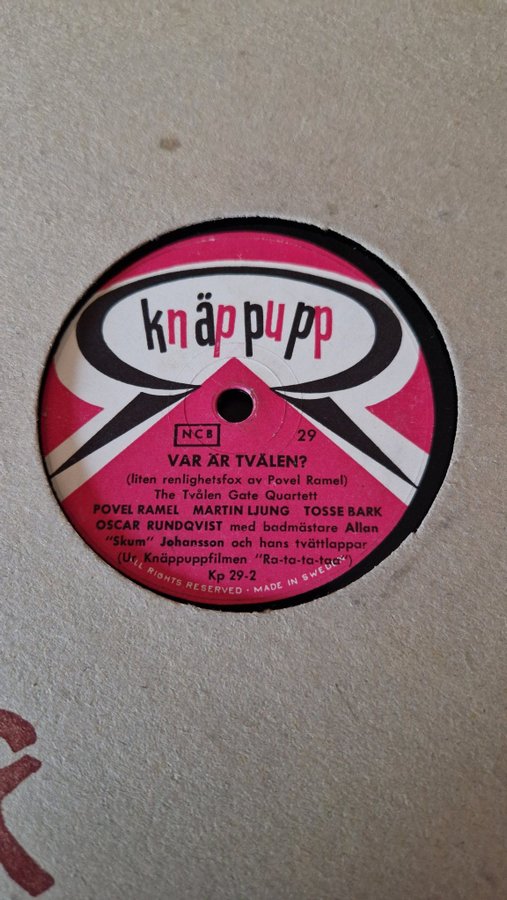 knäppupp
NCB 29
VAR ÄR TVÅLEN?
(liten renlighetsfox av Povel Ramel)
The Tvålen Gate Quartett
POVEL RAMEL MARTIN LJUNG TOSSE BARK
OSCAR RUNDQVIST med badmästare Allan
"Skum" Johansson och hans tvättlappar
(Ur Knäppuppfilmen "Ra-ta-ta-taa")
Kp 29-2
ALL RIGHTS RESERVED · MADE IN SWEDEN